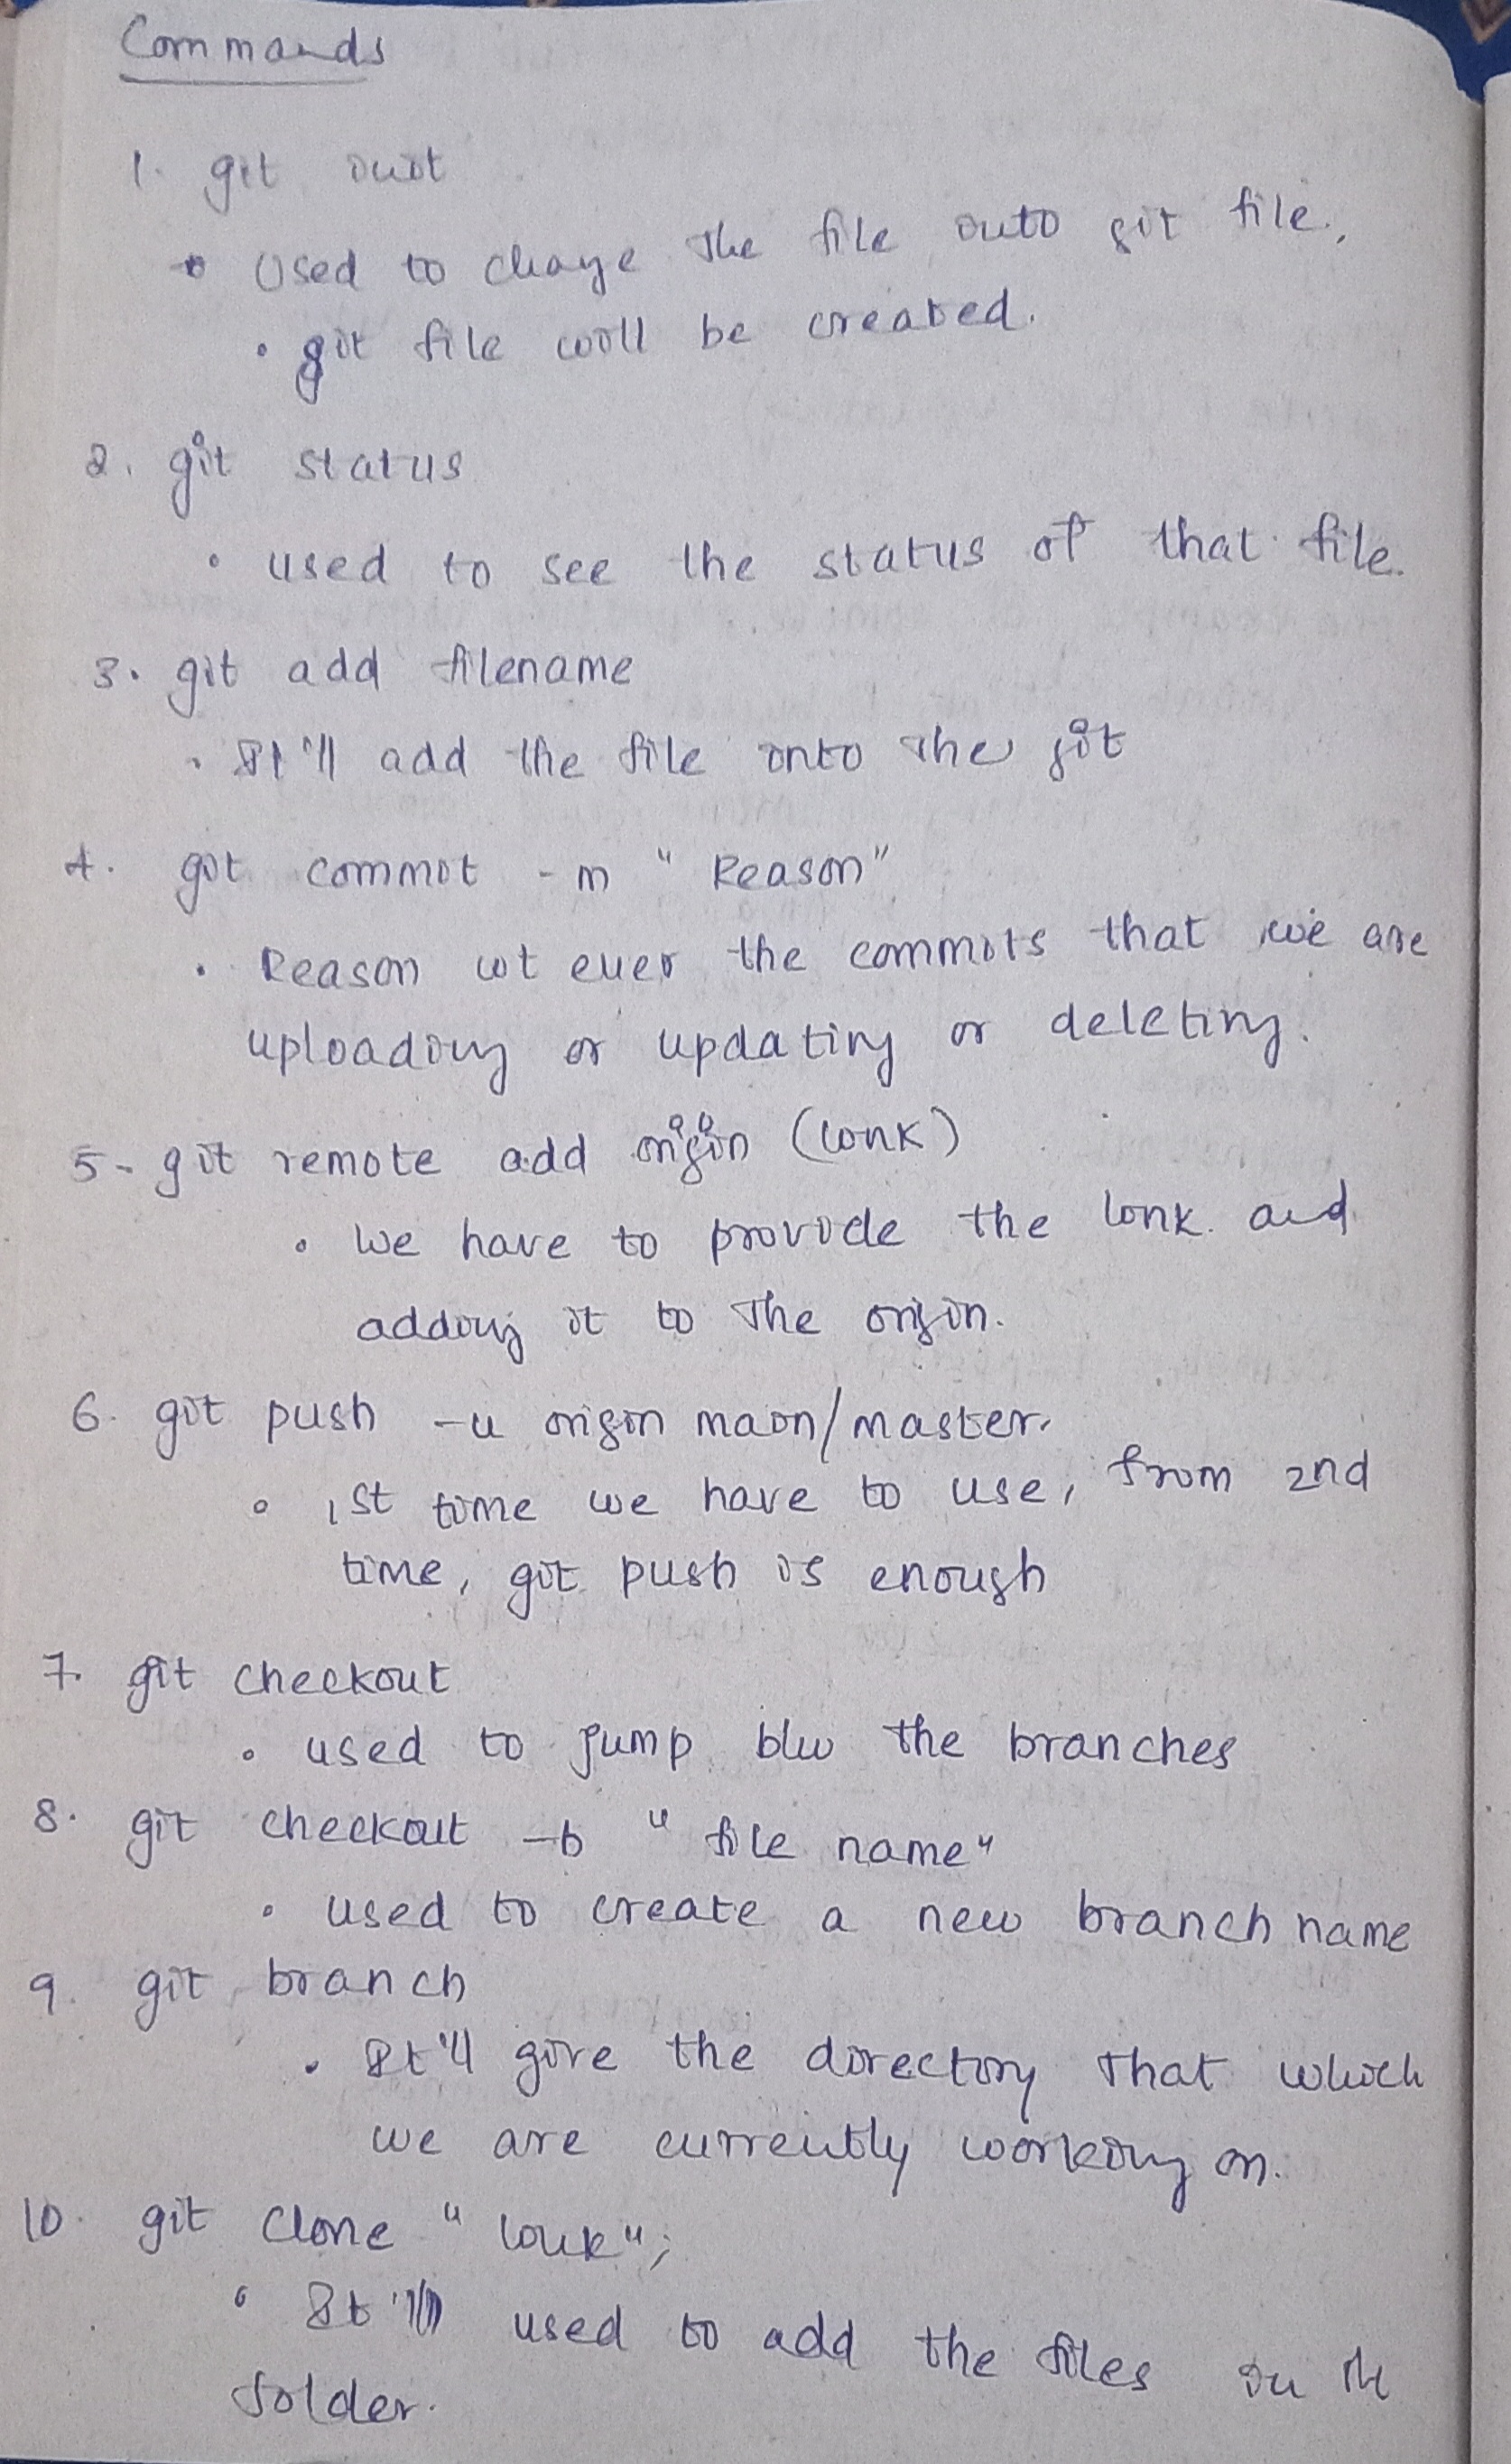 Commands
1. git init
• Used to change the file into git file.
• git file will be created.
2. git status
• used to see the status of that file.
3. git add filename
• It'll add the file into the git
4. git commit -m "Reason"
• Reason wt ever the commits that we are
uploading or updating or deleting.
5- git remote add origin (link)
• We have to provide the link. and
adding it to the origin.
6. git push -u origin main/master.
• 1st time we have to use, from 2nd
time, git push is enough
7. git checkout
• used to jump b/w the branches
8. git checkout -b "file name"
• used to create a new branch name
9. git branch
• It'll give the directory that which
we are currently working on.
10. git clone "link";
• It'll used to add the files in the
folder.